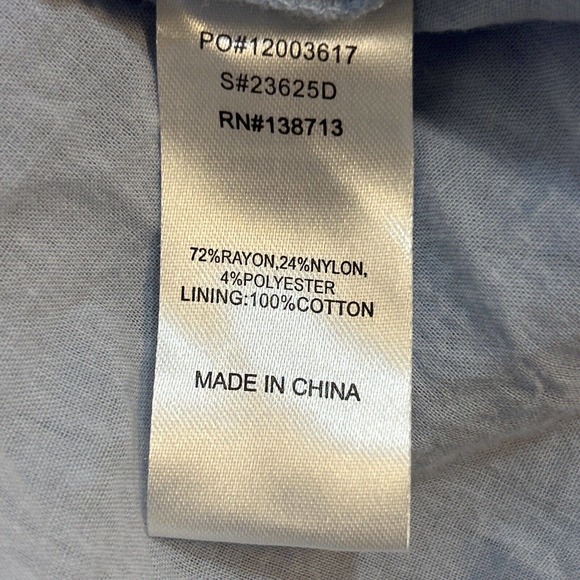 PO#12003617
S#23625D
RN#138713
72%RAYON,24%NYLON,
4%POLYESTER
LINING:100%COTTON
MADE IN CHINA